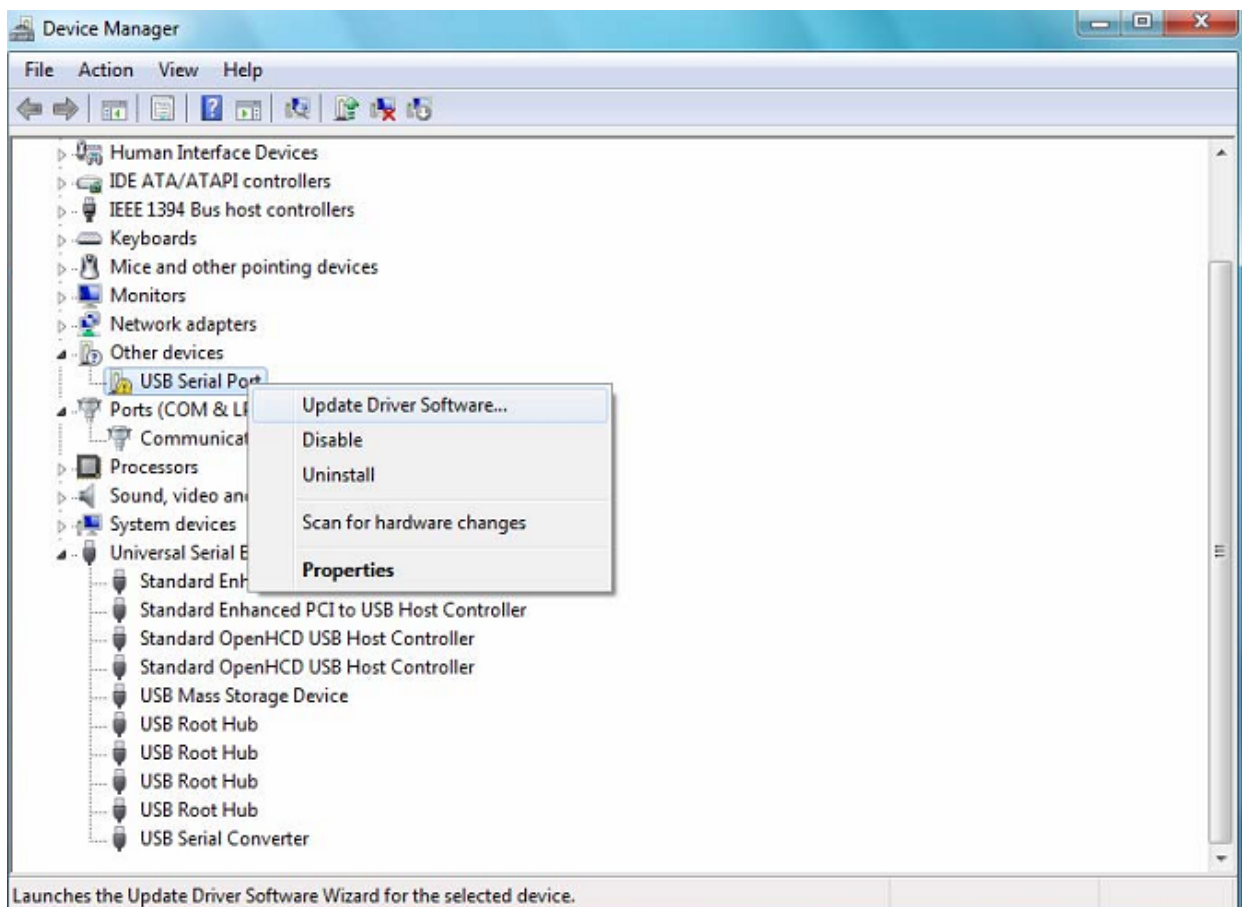 Device Manager
File Action View Help
Human Interface Devices
IDE ATA/ATAPI controllers
IEEE 1394 Bus host controllers
Keyboards
Mice and other pointing devices
Monitors
Network adapters
Other devices
USB Serial Port
Ports (COM &
Processors
Sound, video
System devices
Universal Serial
Standard
Standard Enhanced PCI to USB Host Controller
Standard OpenHCD USB Host Controller
Standard OpenHCD USB Host Controller
USB Mass Storage Device
USB Root Hub
USB Root Hub
USB Root Hub
USB Root Hub
USB Serial Converter
Update Driver Software...
Disable
Uninstall
Scan for hardware changes
Properties
Launches the Update Driver Software Wizard for the selected device.